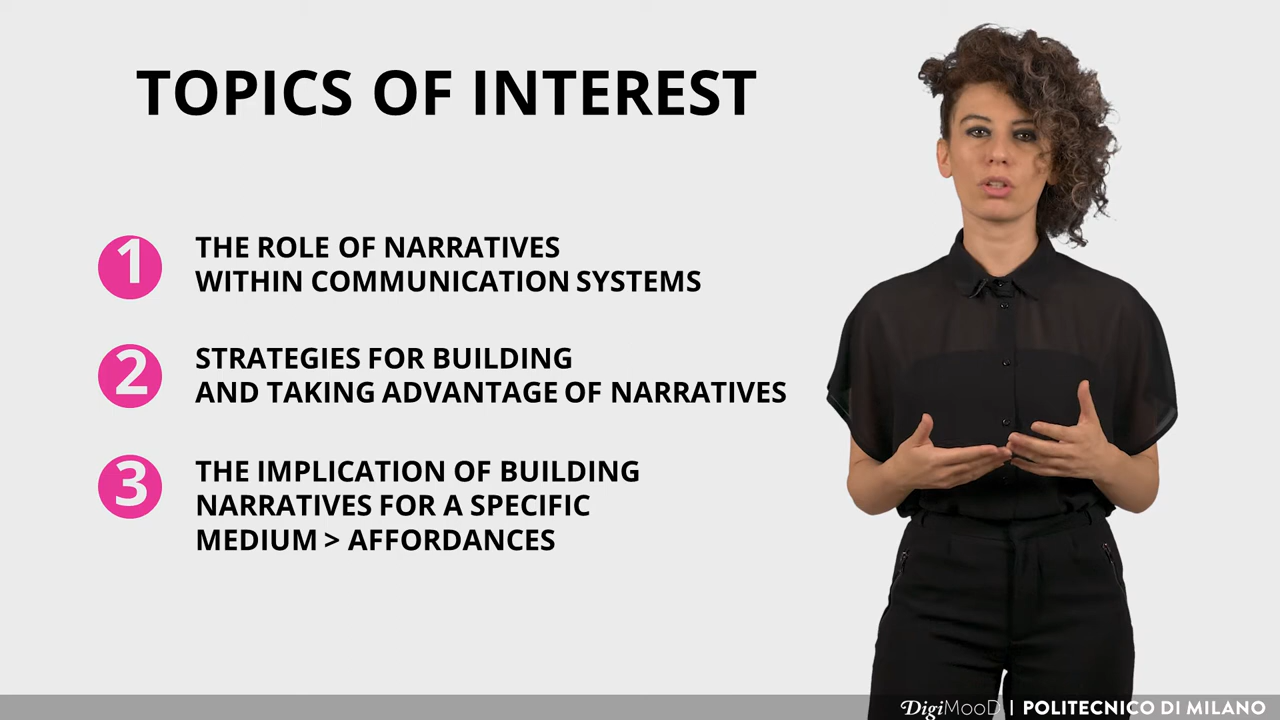 TOPICS OF INTEREST
1
THE ROLE OF NARRATIVES
WITHIN COMMUNICATION SYSTEMS
2
STRATEGIES FOR BUILDING
AND TAKING ADVANTAGE OF NARRATIVES
3
THE IMPLICATION OF BUILDING
NARRATIVES FOR A SPECIFIC
MEDIUM > AFFORDANCES
DigiMooD | POLITECNICO DI MILANO